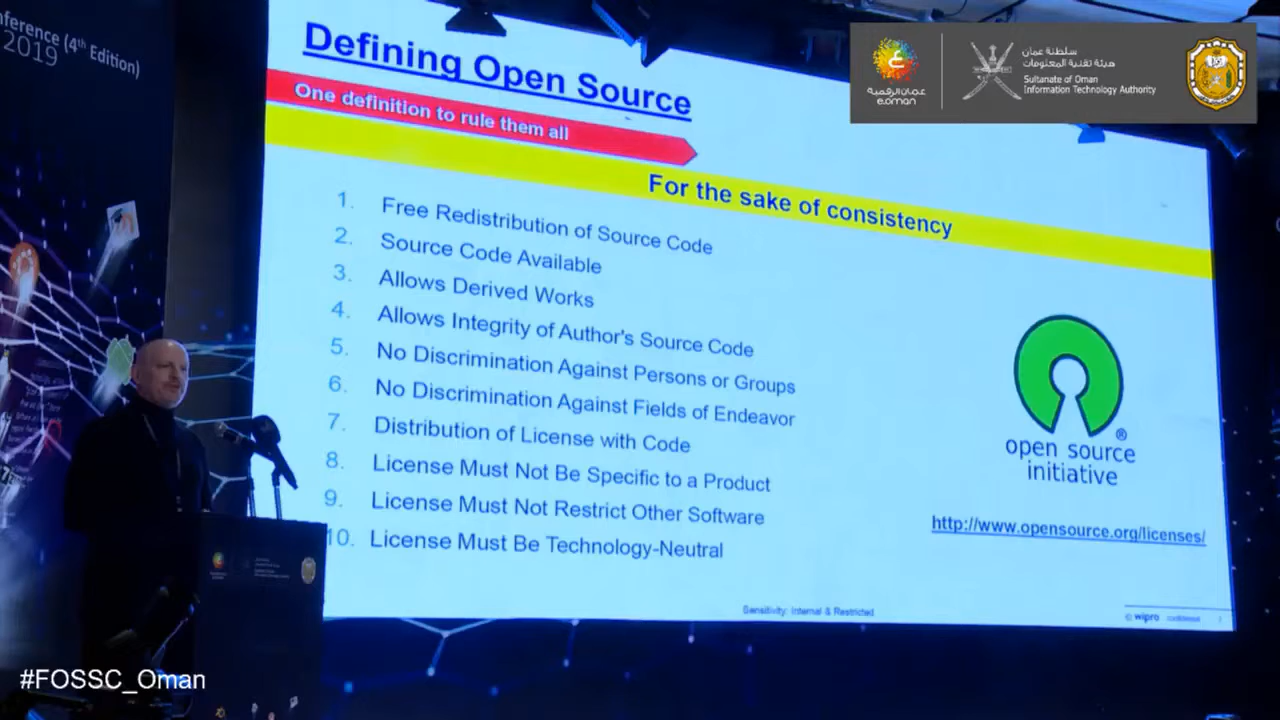 nference (4th Edition)
2019
Defining Open Source
One definition to rule them all
For the sake of consistency
1. Free Redistribution of Source Code
2. Source Code Available
3. Allows Derived Works
4. Allows Integrity of Author's Source Code
5. No Discrimination Against Persons or Groups
6. No Discrimination Against Fields of Endeavor
7. Distribution of License with Code
8. License Must Not Be Specific to a Product
9. License Must Not Restrict Other Software
10. License Must Be Technology-Neutral
open source
initiative
®
http://www.opensource.org/licenses/
Sensitivity: Internal & Restricted
© wipro
سلطنة عمان
هيئة تقنية المعلومات
Sultanate of Oman
Information Technology Authority
عمان الرقمية
e.oman
#FOSSC_Oman